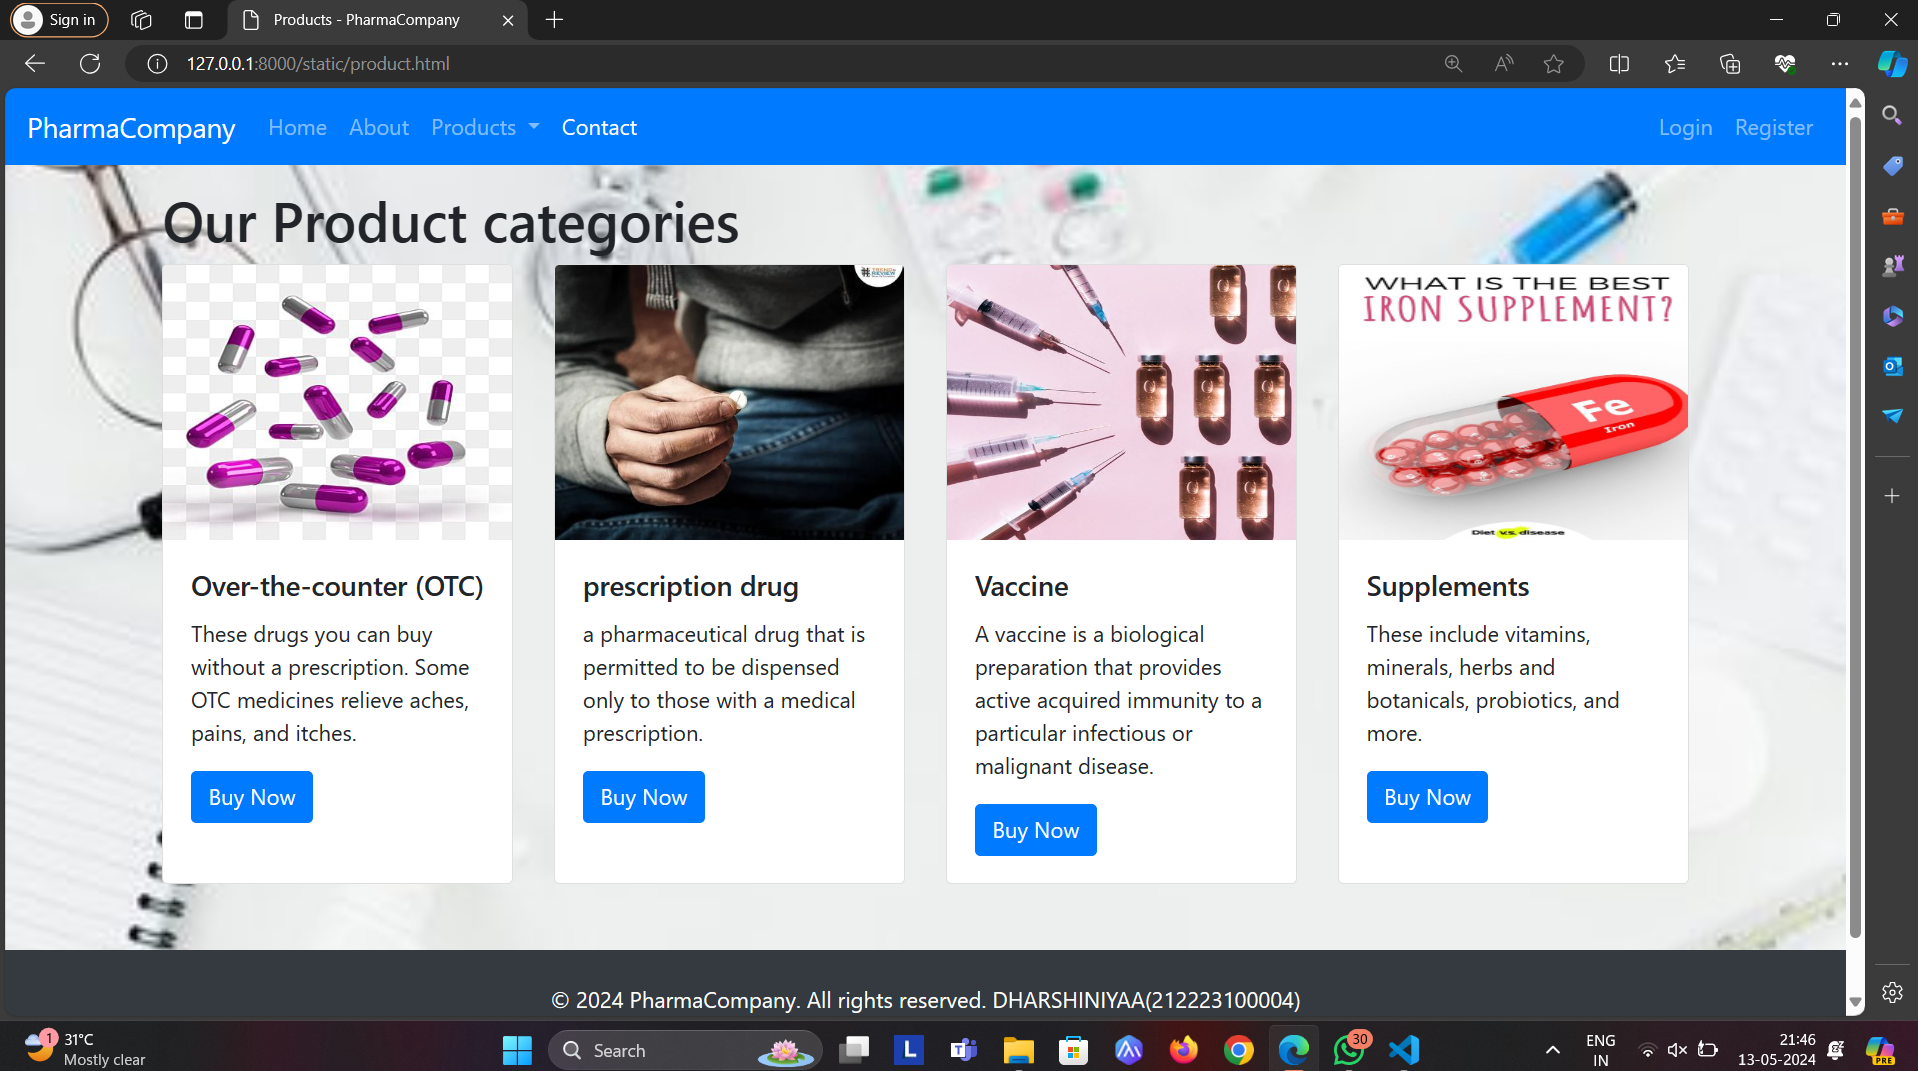 Sign in
Products - PharmaCompany
127.0.0.1:8000/static/product.html
PharmaCompany Home About Products Contact Login Register
Our Product categories
TREND REVIEW
WHAT IS THE BEST
IRON SUPPLEMENT?
Fe
Iron
Diet v.s. disease
Over-the-counter (OTC)
These drugs you can buy
without a prescription. Some
OTC medicines relieve aches,
pains, and itches.
Buy Now
prescription drug
a pharmaceutical drug that is
permitted to be dispensed
only to those with a medical
prescription.
Buy Now
Vaccine
A vaccine is a biological
preparation that provides
active acquired immunity to a
particular infectious or
malignant disease.
Buy Now
Supplements
These include vitamins,
minerals, herbs and
botanicals, probiotics, and
more.
Buy Now
© 2024 PharmaCompany. All rights reserved. DHARSHINIYAA(212223100004)
1
31°C
Mostly clear
Search
L
30
ENG
IN
21:46
13-05-2024
PRE